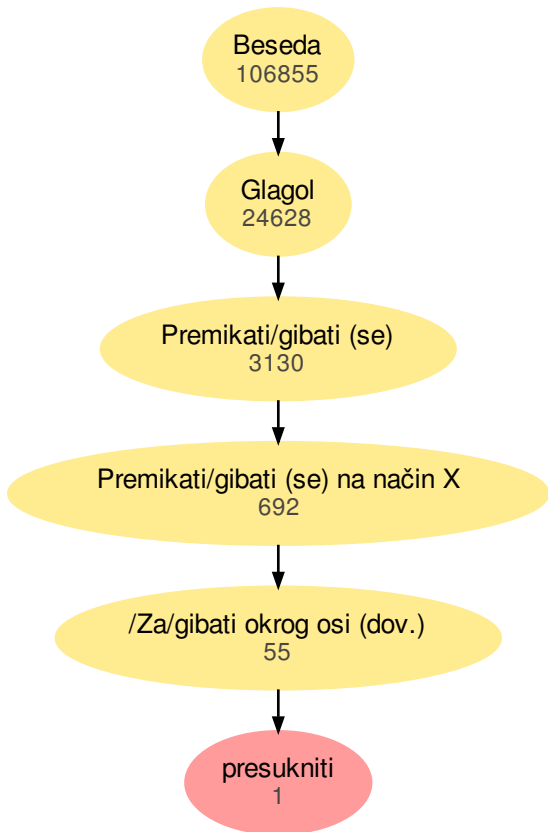 Beseda
106855
Glagol
24628
Premikati/gibati (se)
3130
Premikati/gibati (se) na način X
692
/Za/gibati okrog osi (dov.)
55
presukniti
1